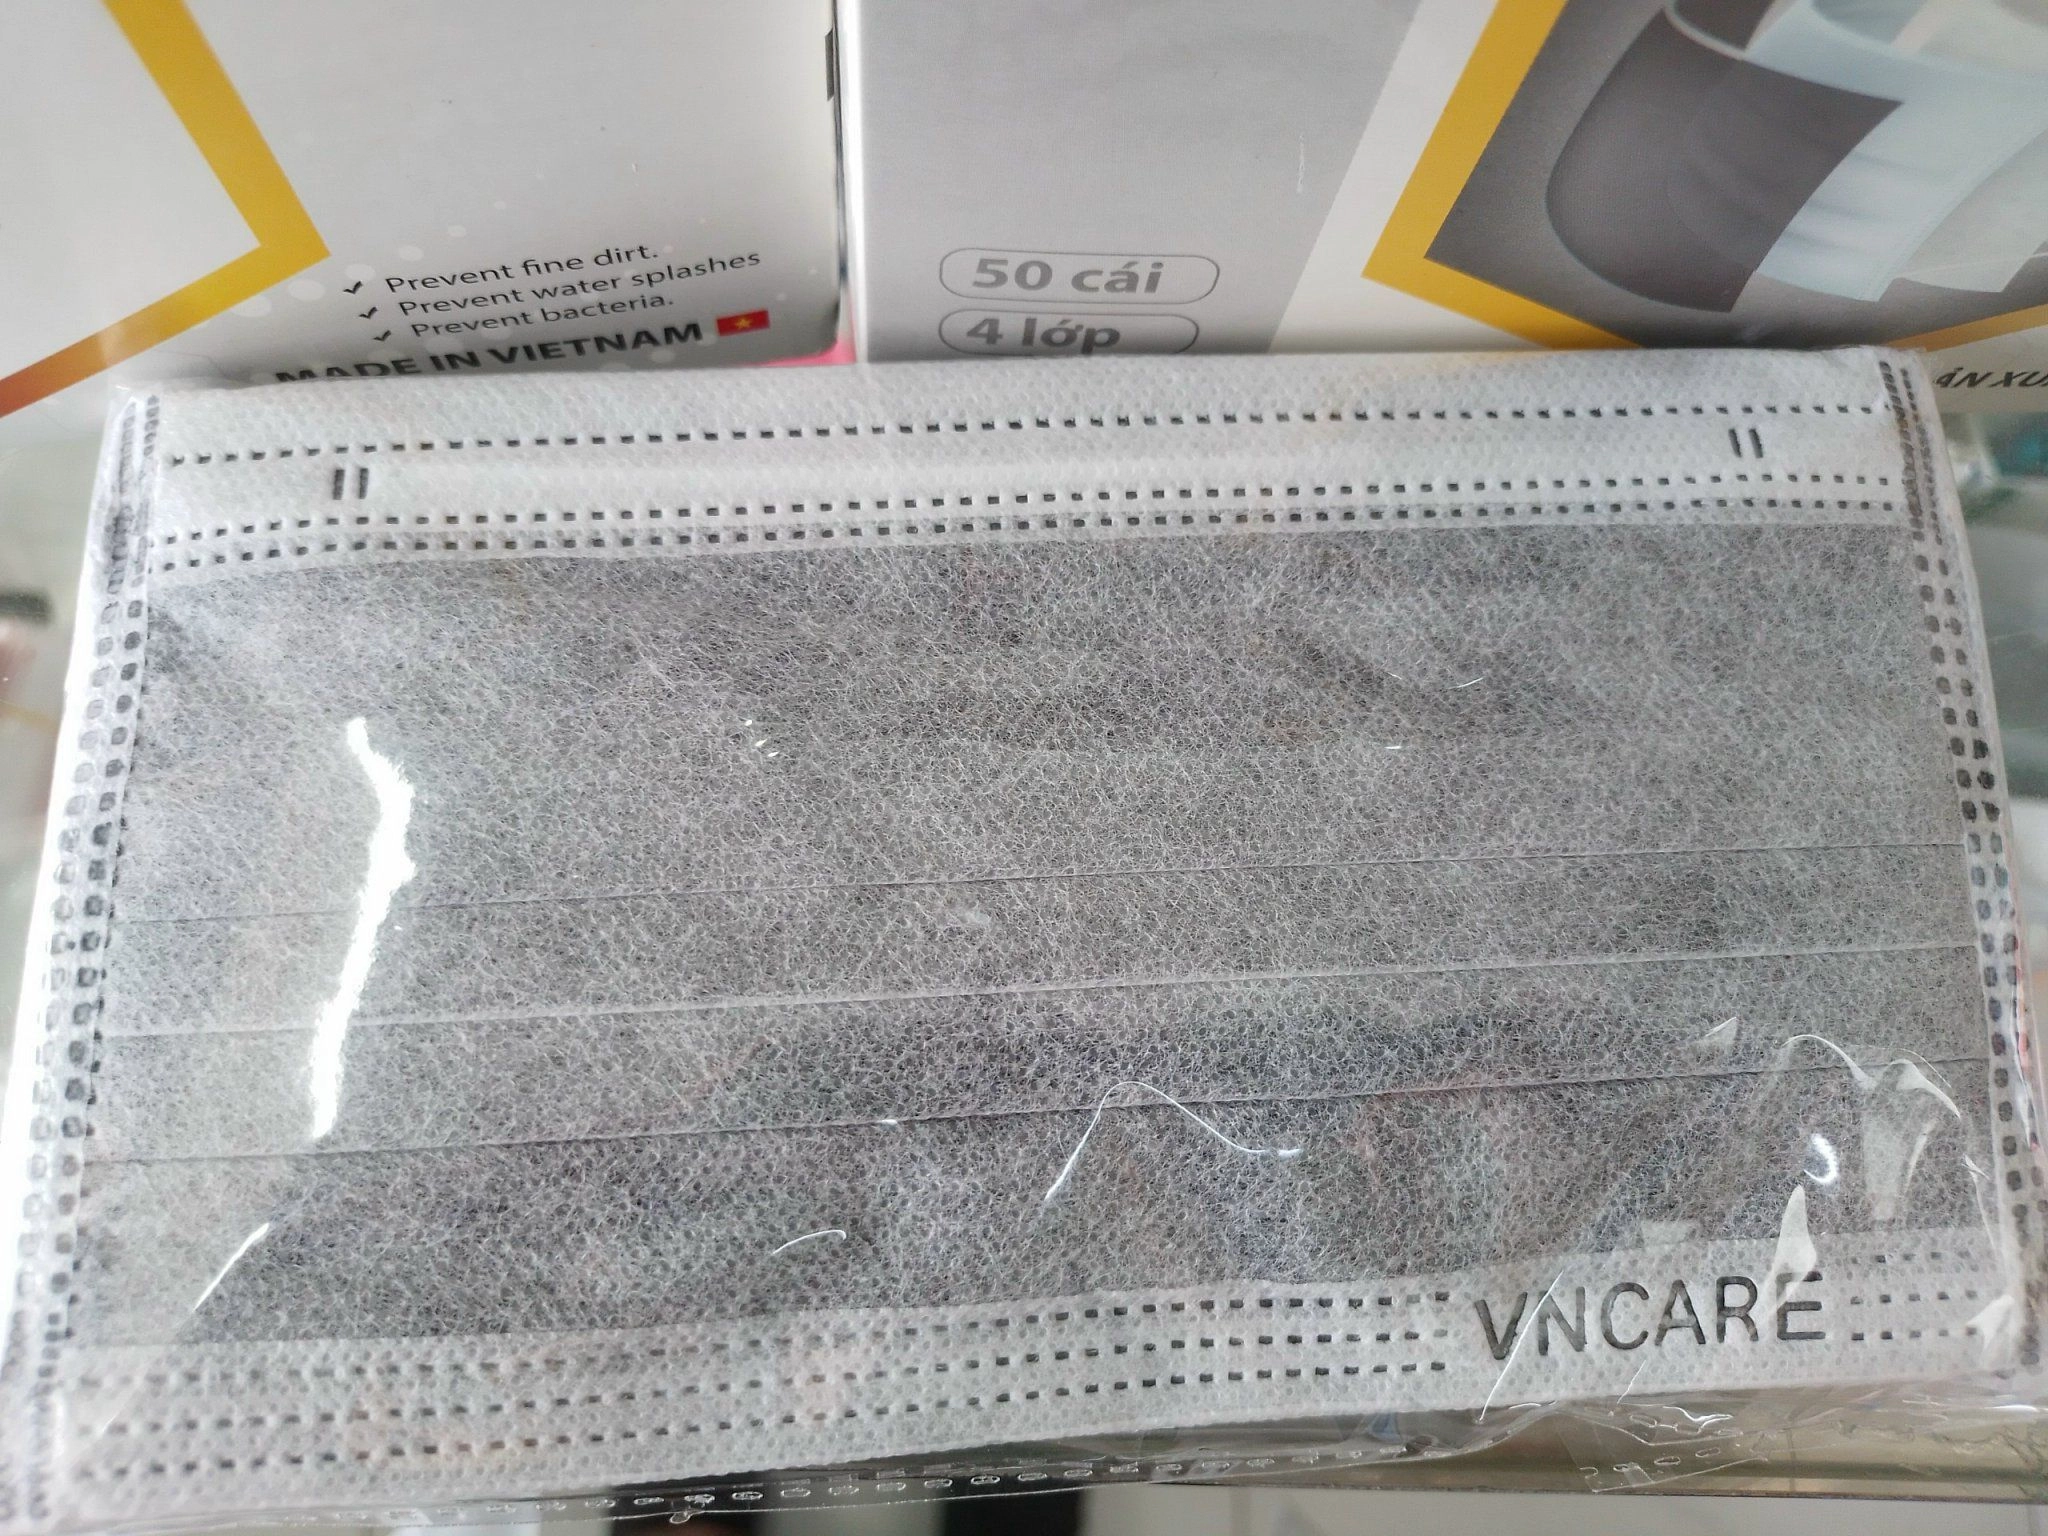 Prevent fine dirt.
Prevent water splashes
Prevent bacteria.
MADE IN VIETNAM
50 cái
4 lớp
VNCARE